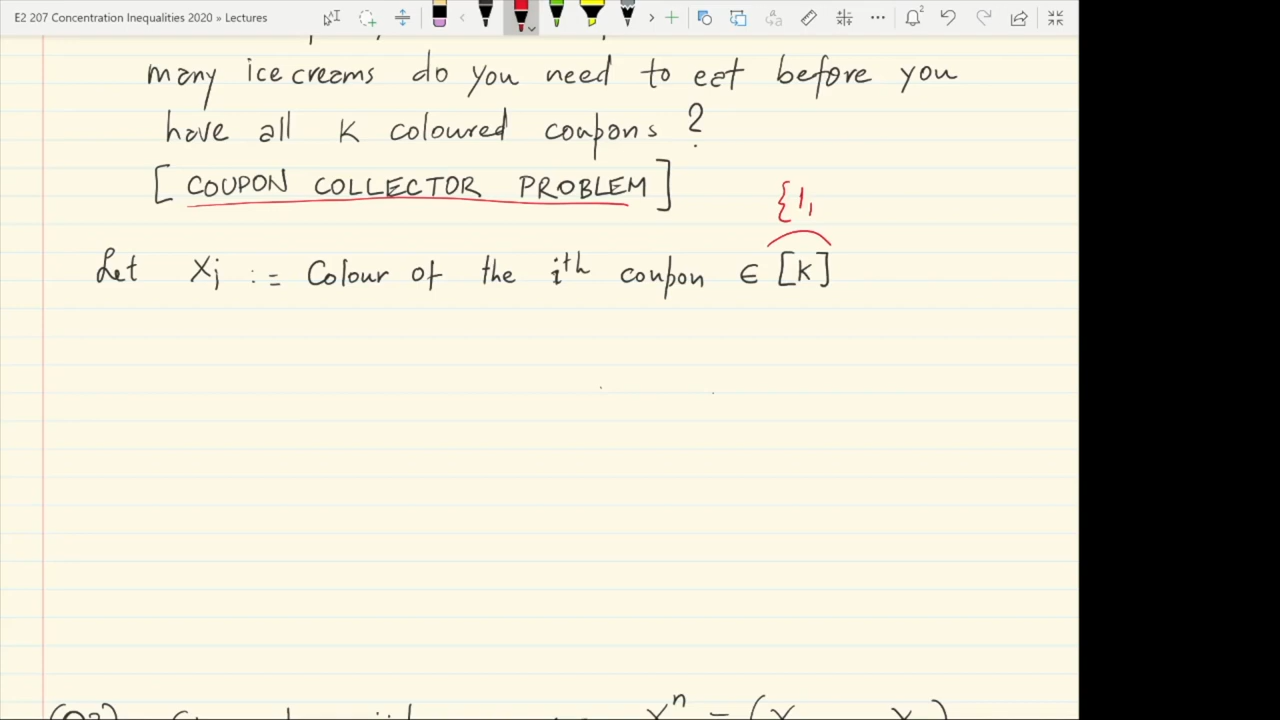 E2 207 Concentration Inequalities 2020 » Lectures
many icecreams do you need to eat before you
have all K coloured coupons ?
[ COUPON COLLECTOR PROBLEM ]
{1,
Let Xj := Colour of the ith coupon ∈ [K]
X^n = (X